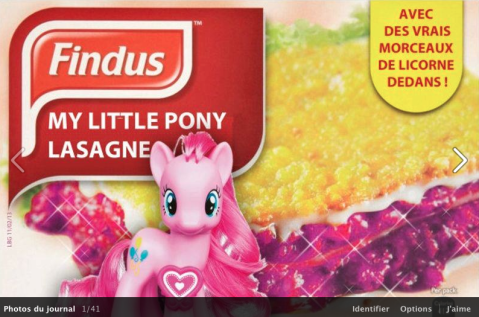 Findus™
MY LITTLE PONY
LASAGNE
AVEC
DES VRAIS
MORCEAUX
DE LICORNE
DEDANS !
Photos du journal 1/41
Identifier Options J'aime